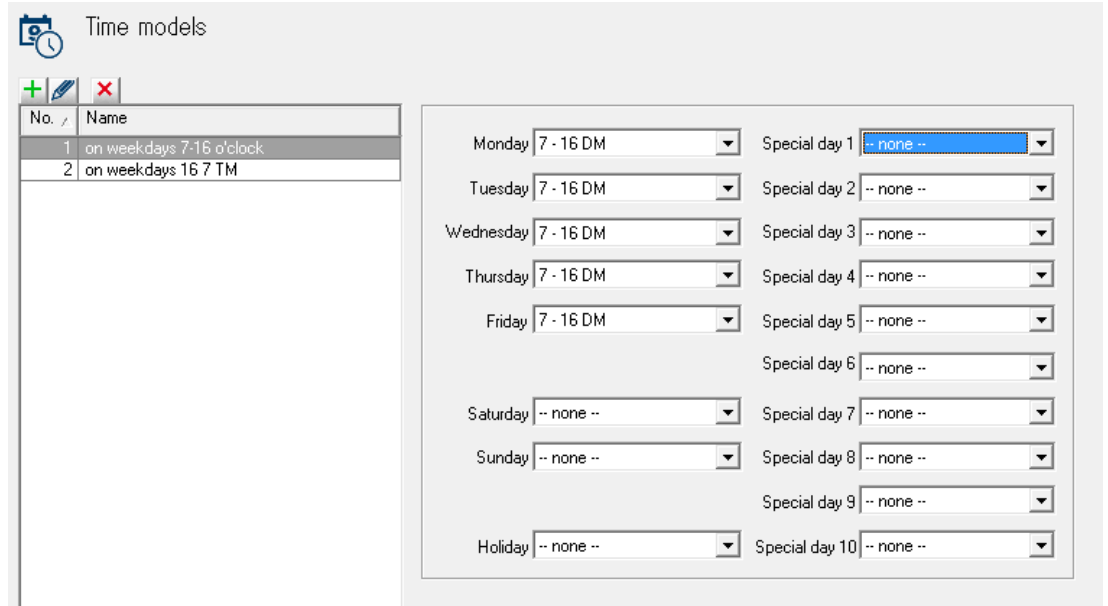 Time models
No. Name
1 on weekdays 7-16 o'clock
2 on weekdays 16 7 TM
Monday 7 - 16 DM Special day 1 -- none --
Tuesday 7 - 16 DM Special day 2 -- none --
Wednesday 7 - 16 DM Special day 3 -- none --
Thursday 7 - 16 DM Special day 4 -- none --
Friday 7 - 16 DM Special day 5 -- none --
Special day 6 -- none --
Saturday -- none -- Special day 7 -- none --
Sunday -- none -- Special day 8 -- none --
Special day 9 -- none --
Holiday -- none -- Special day 10 -- none --